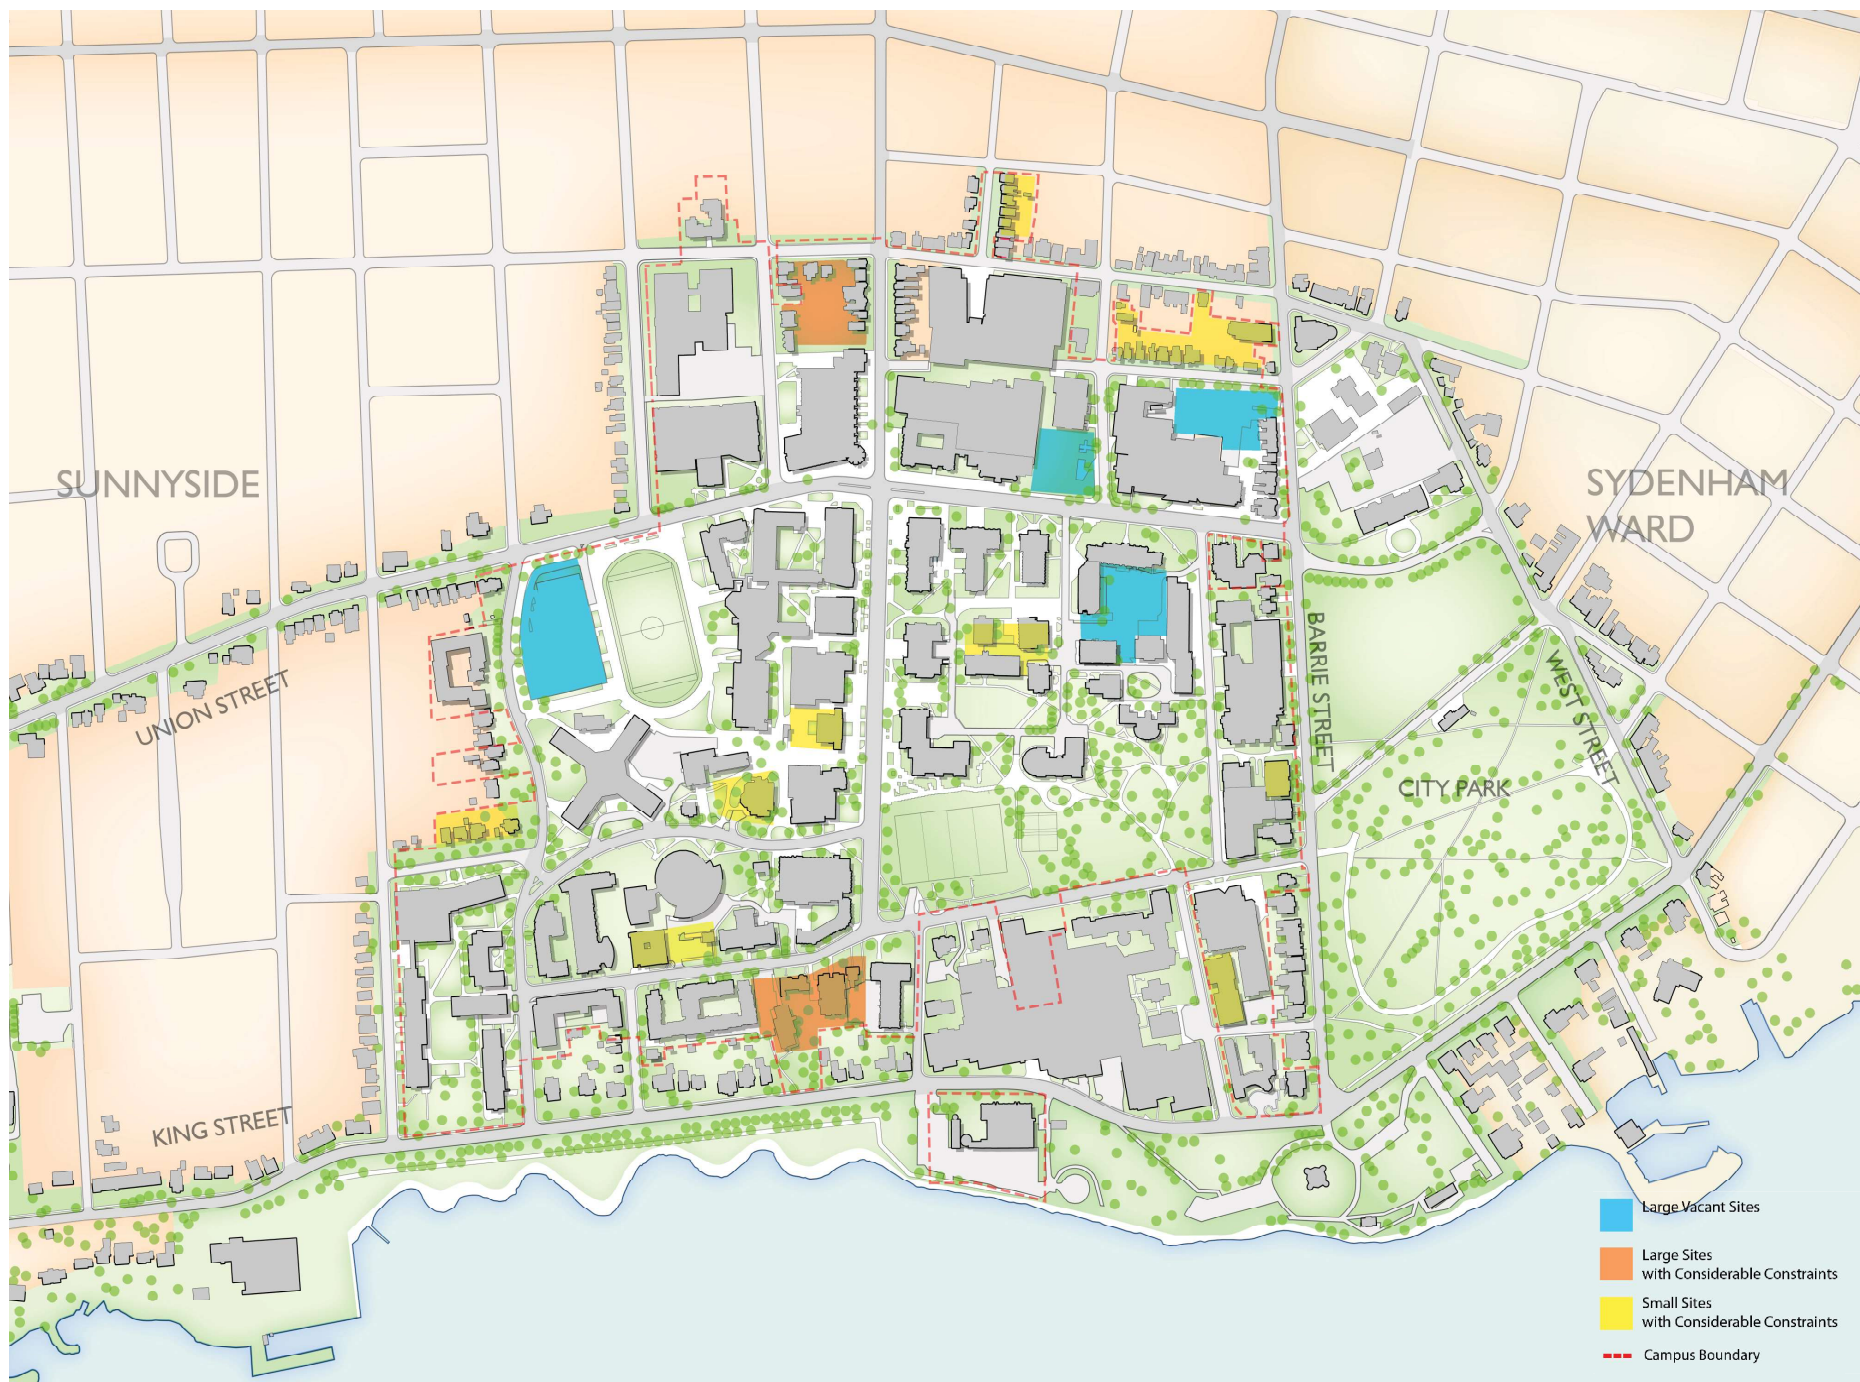 SUNNYSIDE
SYDENHAM
WARD
UNION STREET
BARRIE STREET
WEST STREET
CITY PARK
KING STREET
Large Vacant Sites
Large Sites
with Considerable Constraints
Small Sites
with Considerable Constraints
Campus Boundary